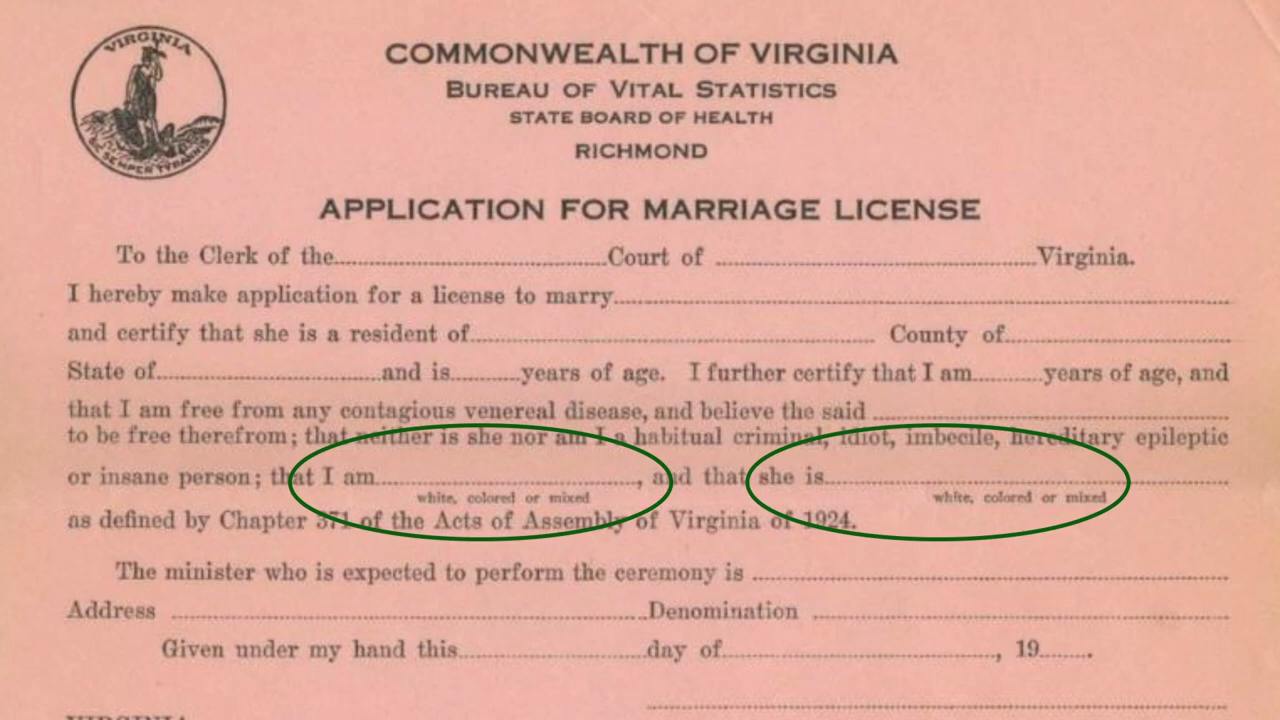 VIRGINIA
SIC SEMPER TYRANNIS
COMMONWEALTH OF VIRGINIA
BUREAU OF VITAL STATISTICS
STATE BOARD OF HEALTH
RICHMOND
APPLICATION FOR MARRIAGE LICENSE
To the Clerk of the..............................Court of ..............................Virginia.
I hereby make application for a license to marry..............................
and certify that she is a resident of.............................. County of..............................
State of..............................and is..........years of age. I further certify that I am..........years of age, and
that I am free from any contagious venereal disease, and believe the said ..............................
to be free therefrom; that neither is she nor am I a habitual criminal, idiot, imbecile, hereditary epileptic
or insane person; that I am.............................., and that she is..............................
white, colored or mixed white, colored or mixed
as defined by Chapter 371 of the Acts of Assembly of Virginia of 1924.
The minister who is expected to perform the ceremony is ..............................
Address ..............................Denomination ..............................
Given under my hand this..............................day of.............................., 19.......
VIRGINIA